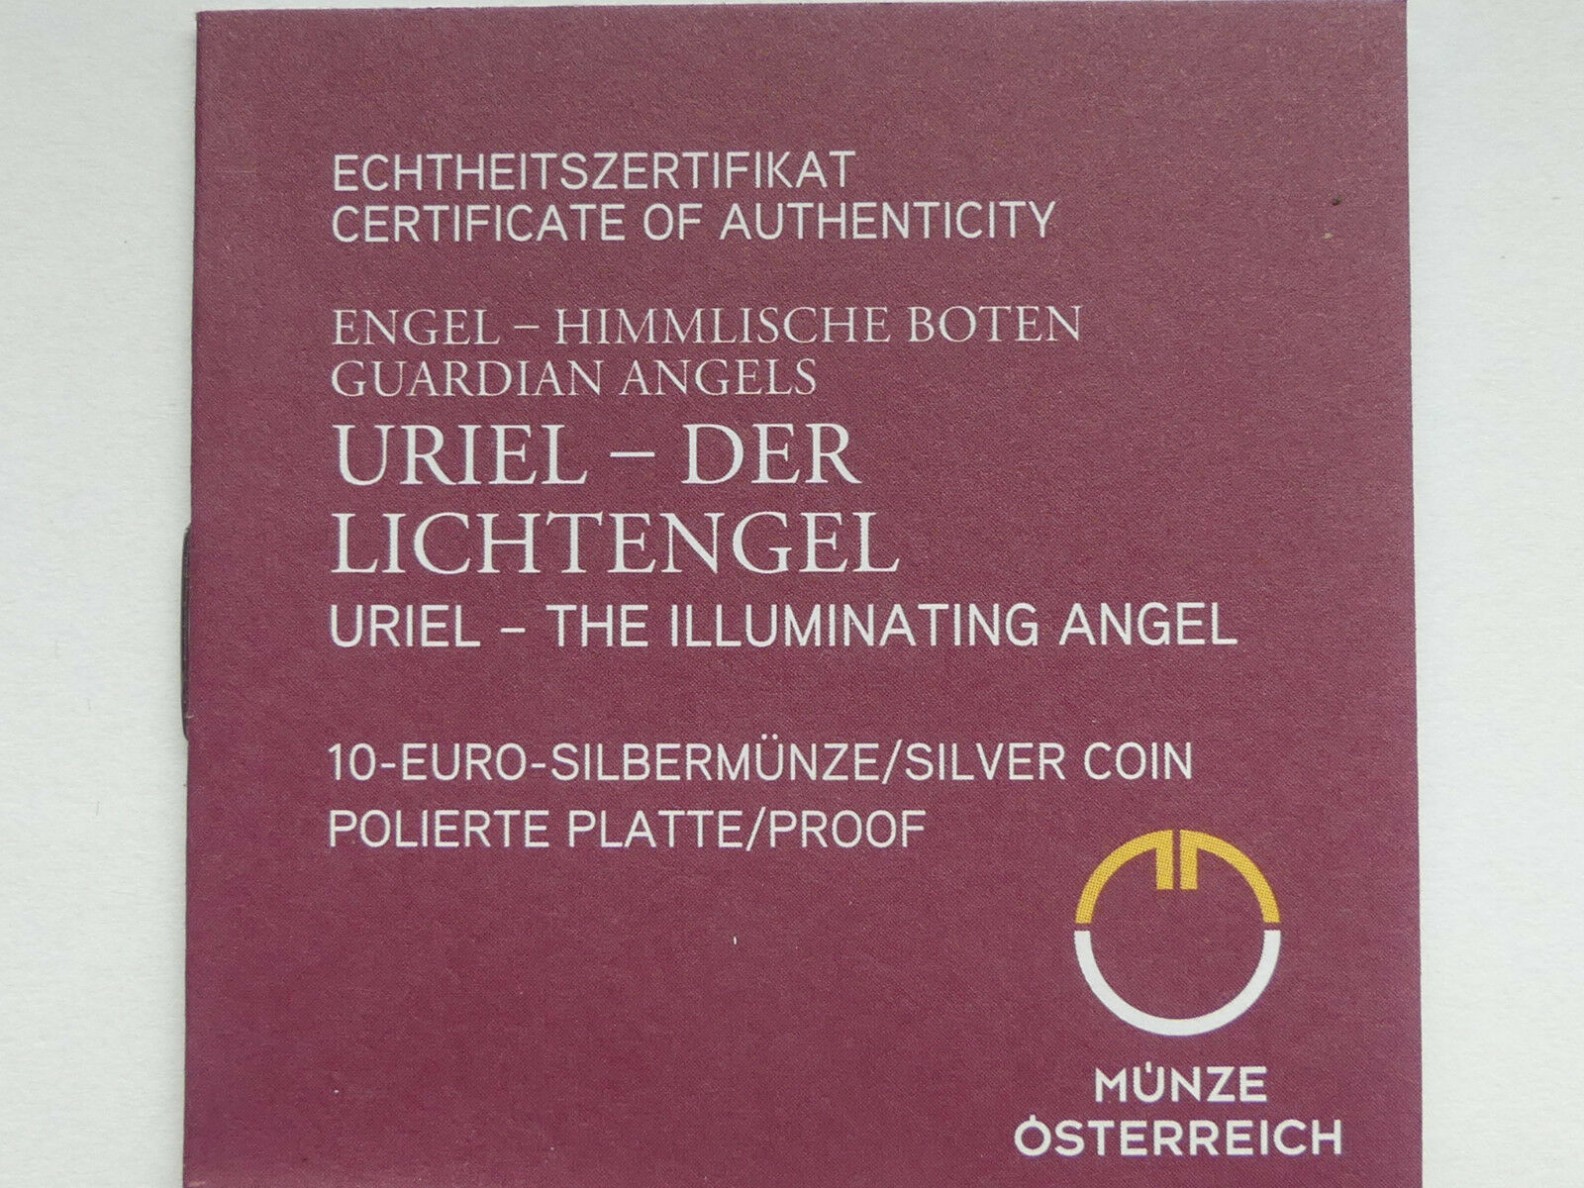 ECHTHEITSZERTIFIKAT
CERTIFICATE OF AUTHENTICITY
ENGEL – HIMMLISCHE BOTEN
GUARDIAN ANGELS
URIEL – DER
LICHTENGEL
URIEL – THE ILLUMINATING ANGEL
10-EURO-SILBERMÜNZE/SILVER COIN
POLIERTE PLATTE/PROOF
MÜNZE
ÖSTERREICH